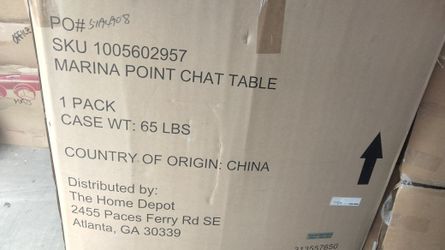 PO#
SKU 1005602957
MARINA POINT CHAT TABLE
1 PACK
CASE WT: 65 LBS
COUNTRY OF ORIGIN: CHINA
Distributed by:
The Home Depot
2455 Paces Ferry Rd SE
Atlanta, GA 30339
313557650